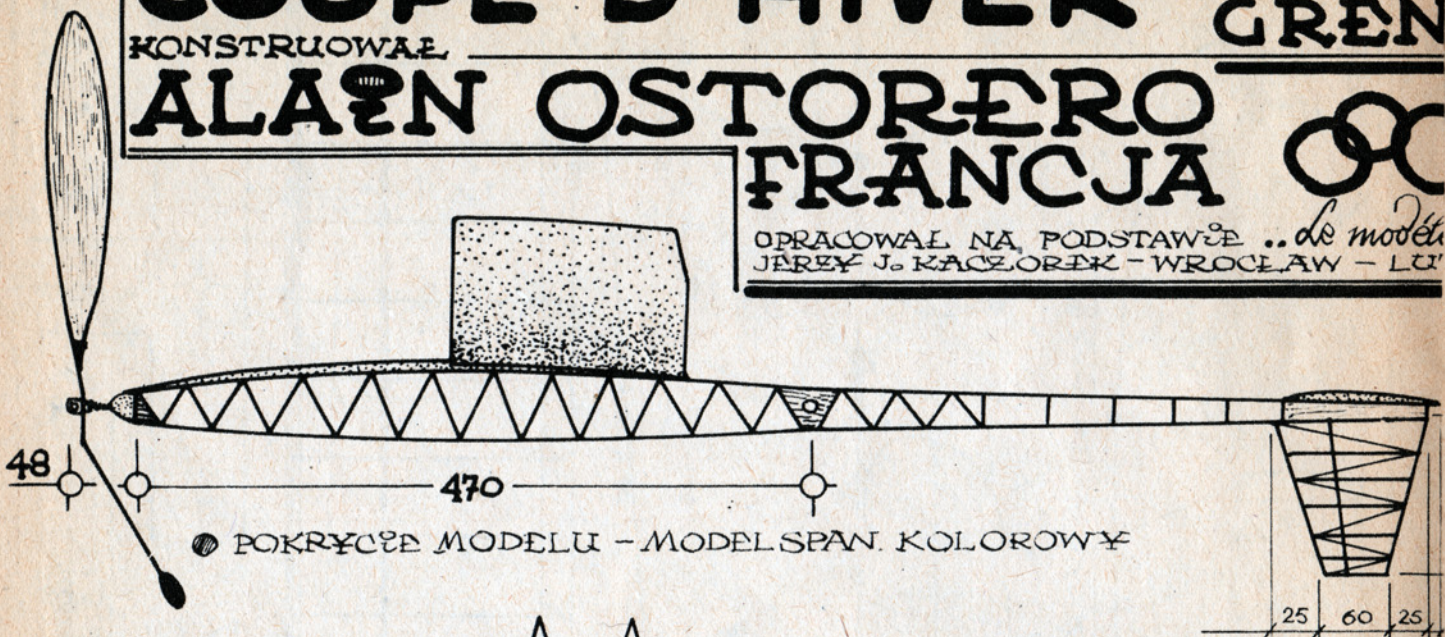 COUPE D'HIVER
GREN
KONSTRUOWAŁ
ALAIN OSTORERO
FRANCJA
OPRACOWAŁ NA PODSTAWIE „Le modél
JERZY J. KACZOREK – WROCŁAW – LU
48
470
POKRYCIE MODELU – MODELSPAN KOLOROWY
25 60 25